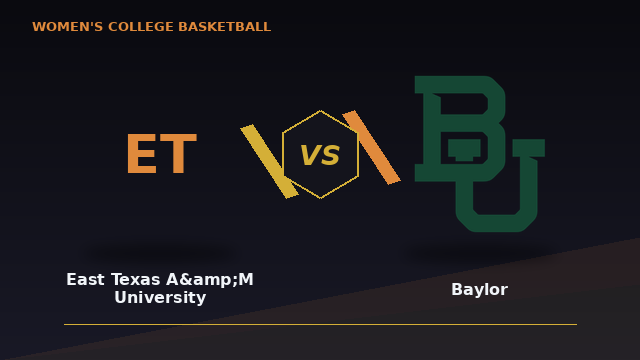 WOMEN'S COLLEGE BASKETBALL
ET
VS
BU
East Texas A&amp;M
University
Baylor